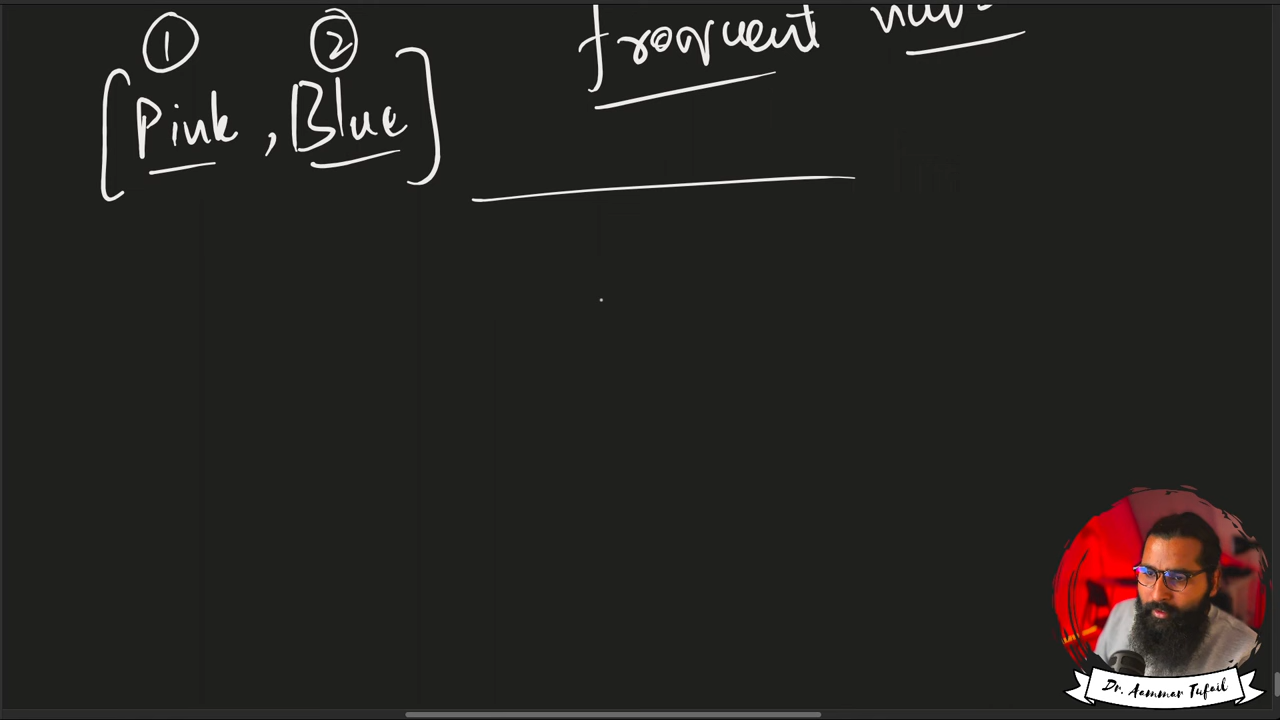 ① ②
[Pink, Blue]
frequent
Dr. Aammar Tufail